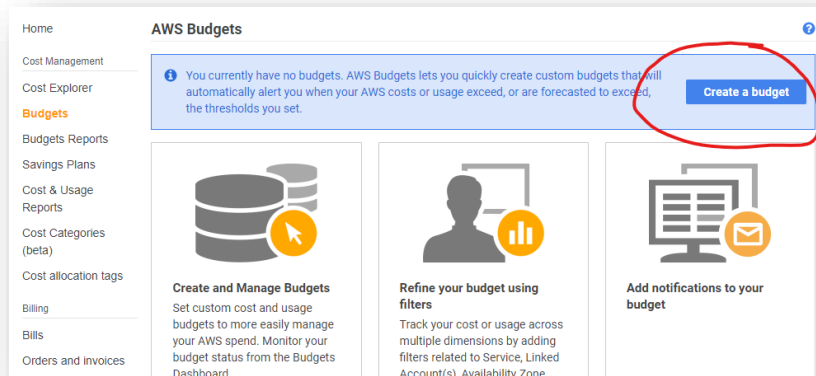 Home
Cost Management
Cost Explorer
Budgets
Budgets Reports
Savings Plans
Cost & Usage
Reports
Cost Categories
(beta)
Cost allocation tags
Billing
Bills
Orders and invoices
AWS Budgets
?
You currently have no budgets. AWS Budgets lets you quickly create custom budgets that will
automatically alert you when your AWS costs or usage exceed, or are forecasted to exceed,
the thresholds you set.
Create a budget
Create and Manage Budgets
Set custom cost and usage
budgets to more easily manage
your AWS spend. Monitor your
budget status from the Budgets
Dashboard
Refine your budget using
filters
Track your cost or usage across
multiple dimensions by adding
filters related to Service, Linked
Account(s), Availability Zone
Add notifications to your
budget